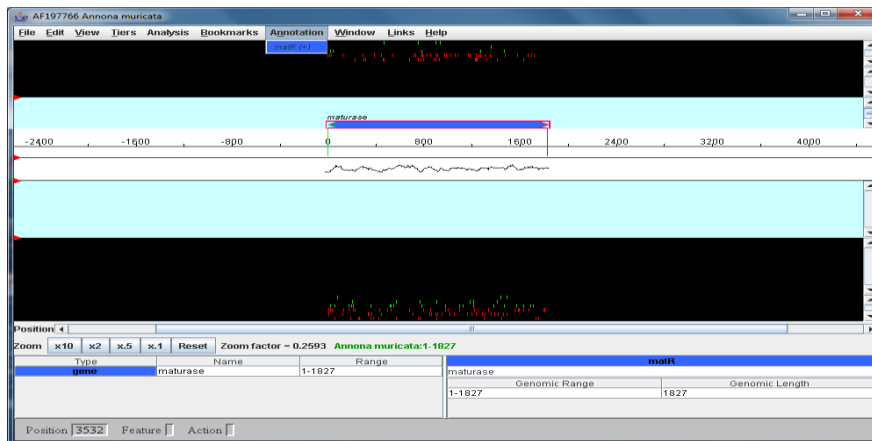 AF197766 Annona muricata
File Edit View Tiers Analysis Bookmarks Annotation Window Links Help
matR (+)
maturase
-2400 -1600 -800 0 800 1600 2400 3200 4000
Position
Zoom x10 x2 x.5 x.1 Reset Zoom factor = 0.2593 Annona muricata:1-1827
Type Name Range
gene maturase 1-1827
matR
maturase
Genomic Range Genomic Length
1-1827 1827
Position 3532 Feature Action